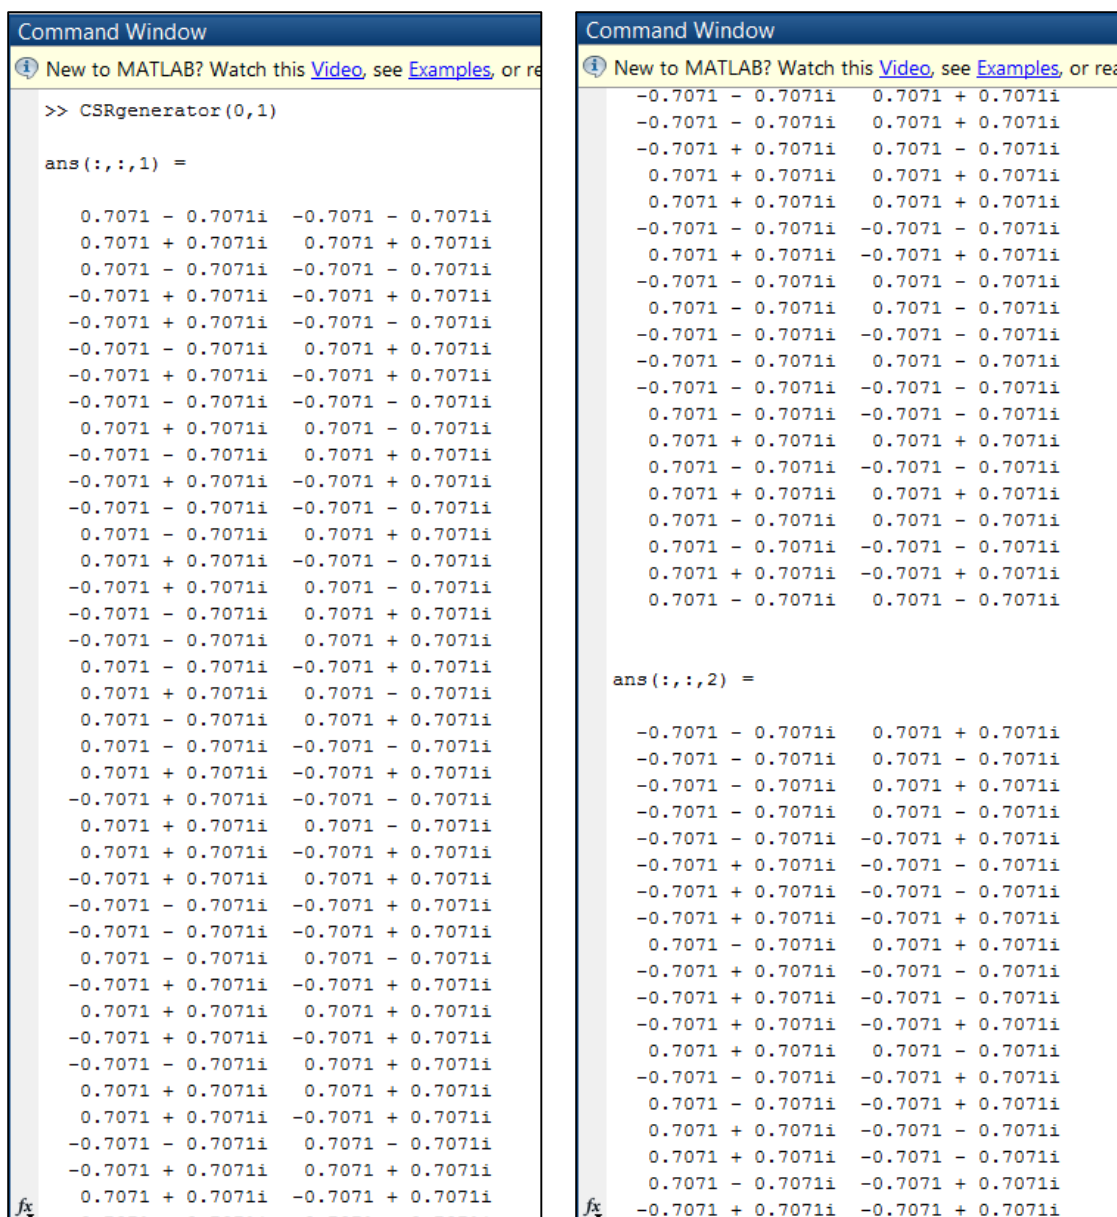 Command Window
New to MATLAB? Watch this Video, see Examples, or re
>> CSRgenerator(0,1)
ans(:,:,1) =
0.7071 - 0.7071i -0.7071 - 0.7071i
0.7071 + 0.7071i 0.7071 + 0.7071i
0.7071 - 0.7071i -0.7071 - 0.7071i
-0.7071 + 0.7071i -0.7071 + 0.7071i
-0.7071 + 0.7071i -0.7071 - 0.7071i
-0.7071 - 0.7071i 0.7071 + 0.7071i
-0.7071 + 0.7071i -0.7071 + 0.7071i
-0.7071 - 0.7071i -0.7071 - 0.7071i
0.7071 + 0.7071i 0.7071 - 0.7071i
-0.7071 - 0.7071i 0.7071 + 0.7071i
-0.7071 + 0.7071i -0.7071 + 0.7071i
-0.7071 - 0.7071i -0.7071 - 0.7071i
0.7071 - 0.7071i 0.7071 + 0.7071i
0.7071 + 0.7071i -0.7071 - 0.7071i
-0.7071 + 0.7071i 0.7071 - 0.7071i
-0.7071 - 0.7071i 0.7071 + 0.7071i
-0.7071 - 0.7071i 0.7071 + 0.7071i
0.7071 - 0.7071i -0.7071 + 0.7071i
0.7071 + 0.7071i 0.7071 - 0.7071i
0.7071 - 0.7071i 0.7071 + 0.7071i
0.7071 - 0.7071i -0.7071 - 0.7071i
0.7071 + 0.7071i -0.7071 + 0.7071i
-0.7071 + 0.7071i -0.7071 - 0.7071i
0.7071 + 0.7071i 0.7071 - 0.7071i
0.7071 + 0.7071i -0.7071 + 0.7071i
-0.7071 + 0.7071i 0.7071 + 0.7071i
-0.7071 - 0.7071i -0.7071 + 0.7071i
-0.7071 - 0.7071i -0.7071 + 0.7071i
0.7071 - 0.7071i 0.7071 - 0.7071i
-0.7071 + 0.7071i -0.7071 + 0.7071i
0.7071 + 0.7071i 0.7071 + 0.7071i
-0.7071 + 0.7071i -0.7071 + 0.7071i
-0.7071 - 0.7071i 0.7071 + 0.7071i
0.7071 + 0.7071i 0.7071 + 0.7071i
0.7071 + 0.7071i -0.7071 + 0.7071i
-0.7071 - 0.7071i 0.7071 - 0.7071i
-0.7071 + 0.7071i 0.7071 + 0.7071i
0.7071 + 0.7071i -0.7071 + 0.7071i
fx
Command Window
New to MATLAB? Watch this Video, see Examples, or rea
-0.7071 - 0.7071i 0.7071 + 0.7071i
-0.7071 - 0.7071i 0.7071 + 0.7071i
-0.7071 + 0.7071i 0.7071 - 0.7071i
0.7071 + 0.7071i 0.7071 + 0.7071i
0.7071 + 0.7071i 0.7071 + 0.7071i
-0.7071 - 0.7071i -0.7071 - 0.7071i
0.7071 + 0.7071i -0.7071 + 0.7071i
-0.7071 - 0.7071i 0.7071 - 0.7071i
0.7071 - 0.7071i 0.7071 - 0.7071i
-0.7071 - 0.7071i -0.7071 - 0.7071i
-0.7071 - 0.7071i 0.7071 - 0.7071i
-0.7071 - 0.7071i -0.7071 - 0.7071i
0.7071 - 0.7071i -0.7071 - 0.7071i
0.7071 + 0.7071i 0.7071 + 0.7071i
0.7071 - 0.7071i -0.7071 - 0.7071i
0.7071 + 0.7071i 0.7071 + 0.7071i
0.7071 - 0.7071i 0.7071 - 0.7071i
0.7071 - 0.7071i -0.7071 - 0.7071i
0.7071 + 0.7071i -0.7071 + 0.7071i
0.7071 - 0.7071i 0.7071 - 0.7071i
ans(:,:,2) =
-0.7071 - 0.7071i 0.7071 + 0.7071i
-0.7071 - 0.7071i 0.7071 - 0.7071i
-0.7071 - 0.7071i 0.7071 + 0.7071i
-0.7071 - 0.7071i 0.7071 - 0.7071i
-0.7071 - 0.7071i -0.7071 + 0.7071i
-0.7071 + 0.7071i -0.7071 - 0.7071i
-0.7071 + 0.7071i -0.7071 - 0.7071i
-0.7071 + 0.7071i -0.7071 + 0.7071i
0.7071 - 0.7071i 0.7071 + 0.7071i
-0.7071 + 0.7071i -0.7071 - 0.7071i
-0.7071 + 0.7071i -0.7071 - 0.7071i
-0.7071 + 0.7071i -0.7071 + 0.7071i
0.7071 + 0.7071i 0.7071 - 0.7071i
-0.7071 - 0.7071i -0.7071 + 0.7071i
0.7071 - 0.7071i -0.7071 + 0.7071i
0.7071 + 0.7071i -0.7071 - 0.7071i
0.7071 + 0.7071i -0.7071 - 0.7071i
0.7071 - 0.7071i -0.7071 + 0.7071i
-0.7071 + 0.7071i -0.7071 + 0.7071i
fx